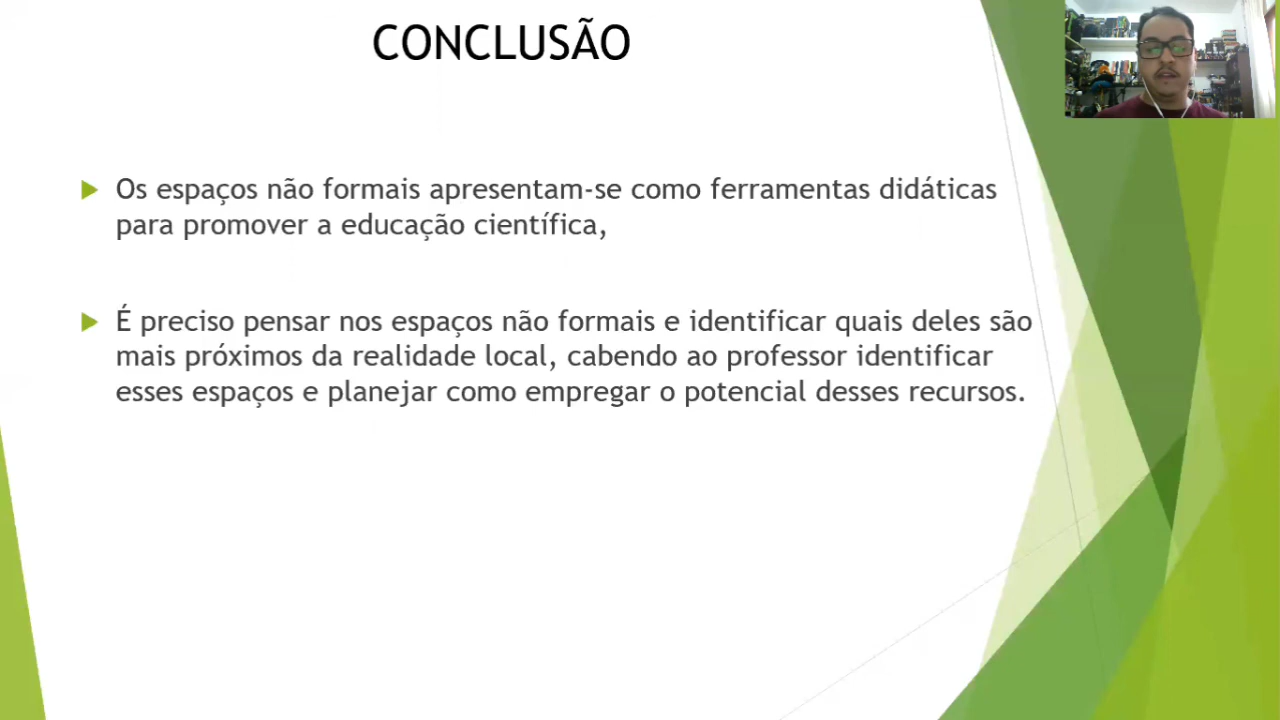 CONCLUSÃO
Os espaços não formais apresentam-se como ferramentas didáticas
para promover a educação científica,
É preciso pensar nos espaços não formais e identificar quais deles são
mais próximos da realidade local, cabendo ao professor identificar
esses espaços e planejar como empregar o potencial desses recursos.